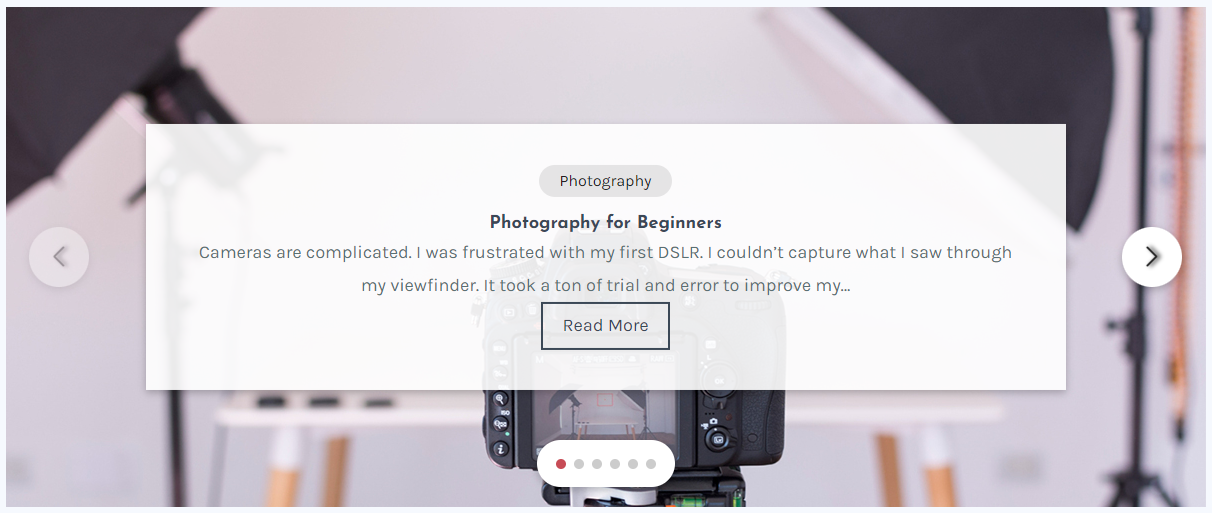 Photography
Photography for Beginners
Cameras are complicated. I was frustrated with my first DSLR. I couldn’t capture what I saw through
my viewfinder. It took a ton of trial and error to improve my...
Read More
ISO